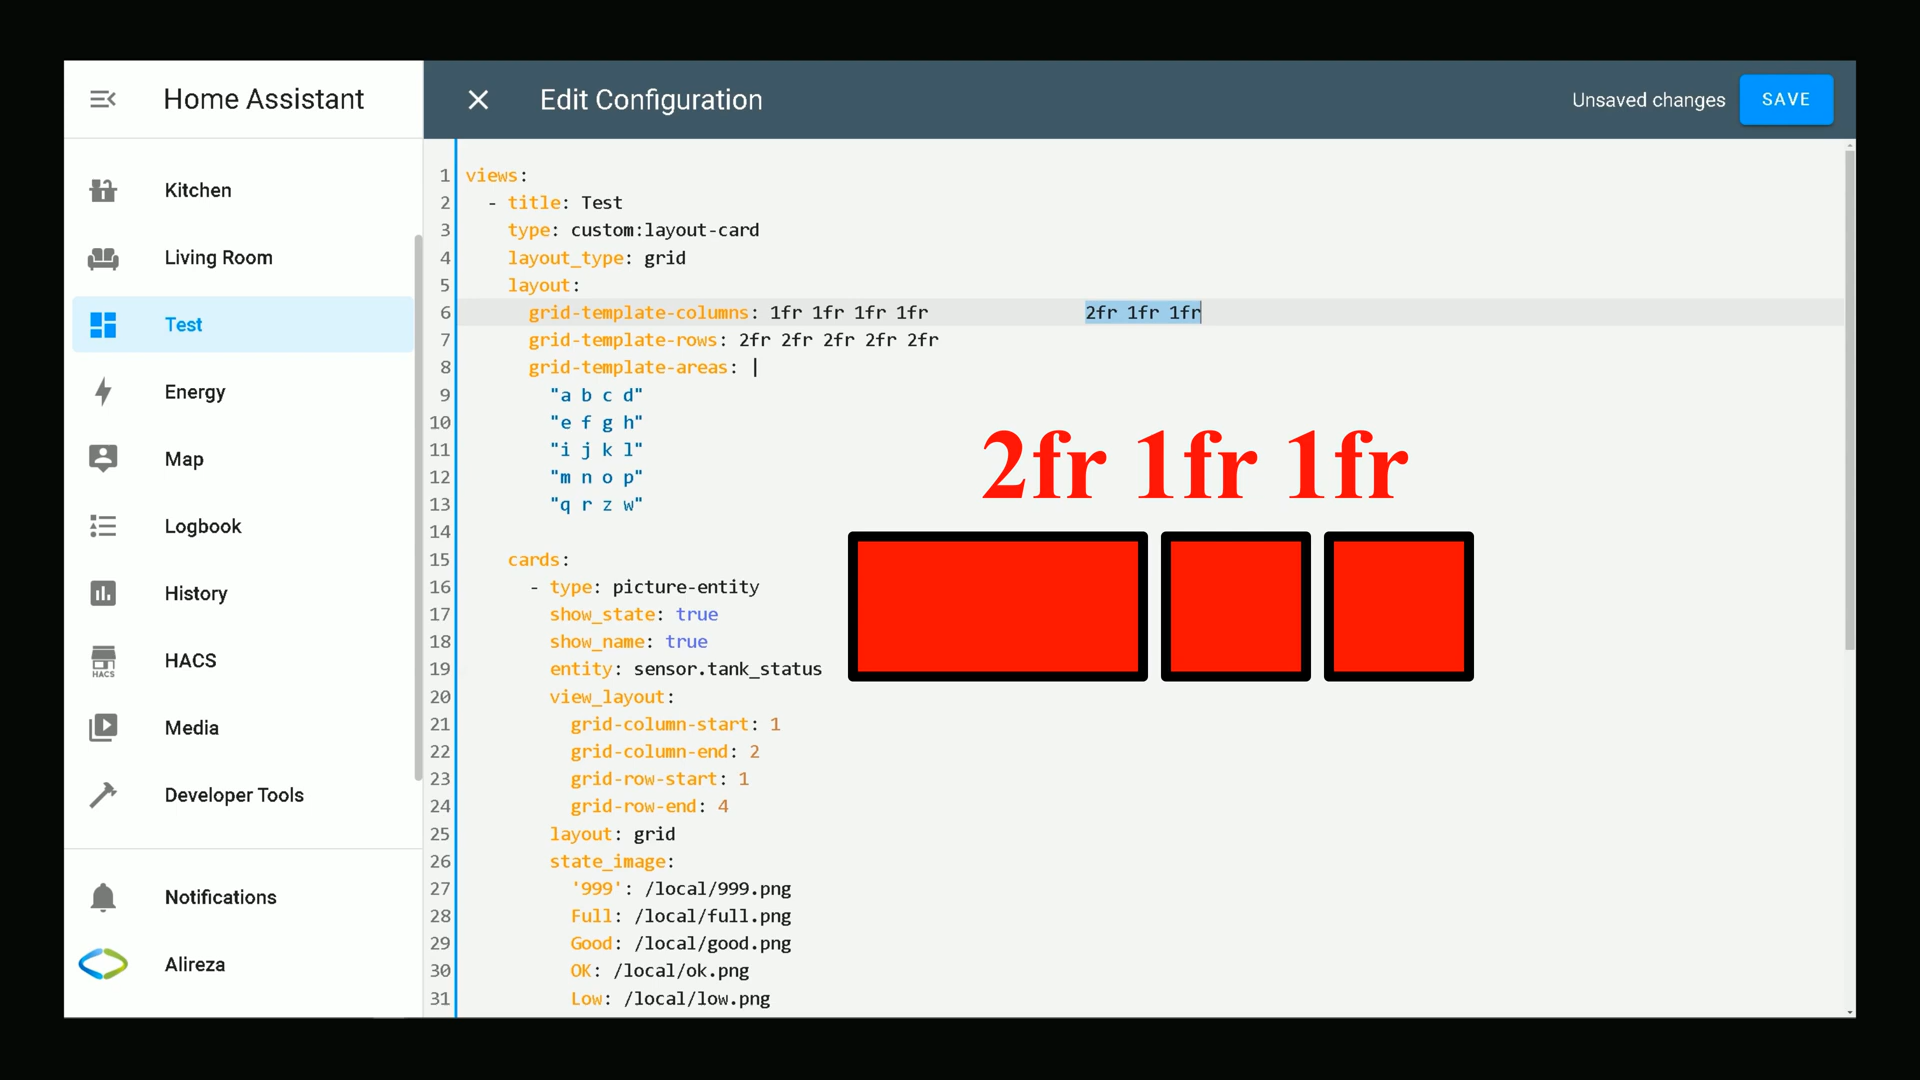 Home Assistant
Edit Configuration
Unsaved changes
SAVE
Kitchen
Living Room
Test
Energy
Map
Logbook
History
HACS
HACS
Media
Developer Tools
Notifications
Alireza
1 views:
2 - title: Test
3 type: custom:layout-card
4 layout_type: grid
5 layout:
6 grid-template-columns: 1fr 1fr 1fr 1fr 2fr 1fr 1fr
7 grid-template-rows: 2fr 2fr 2fr 2fr 2fr
8 grid-template-areas: |
9 "a b c d"
10 "e f g h"
11 "i j k l"
12 "m n o p"
13 "q r z w"
14
15 cards:
16 - type: picture-entity
17 show_state: true
18 show_name: true
19 entity: sensor.tank_status
20 view_layout:
21 grid-column-start: 1
22 grid-column-end: 2
23 grid-row-start: 1
24 grid-row-end: 4
25 layout: grid
26 state_image:
27 '999': /local/999.png
28 Full: /local/full.png
29 Good: /local/good.png
30 OK: /local/ok.png
31 Low: /local/low.png
2fr 1fr 1fr